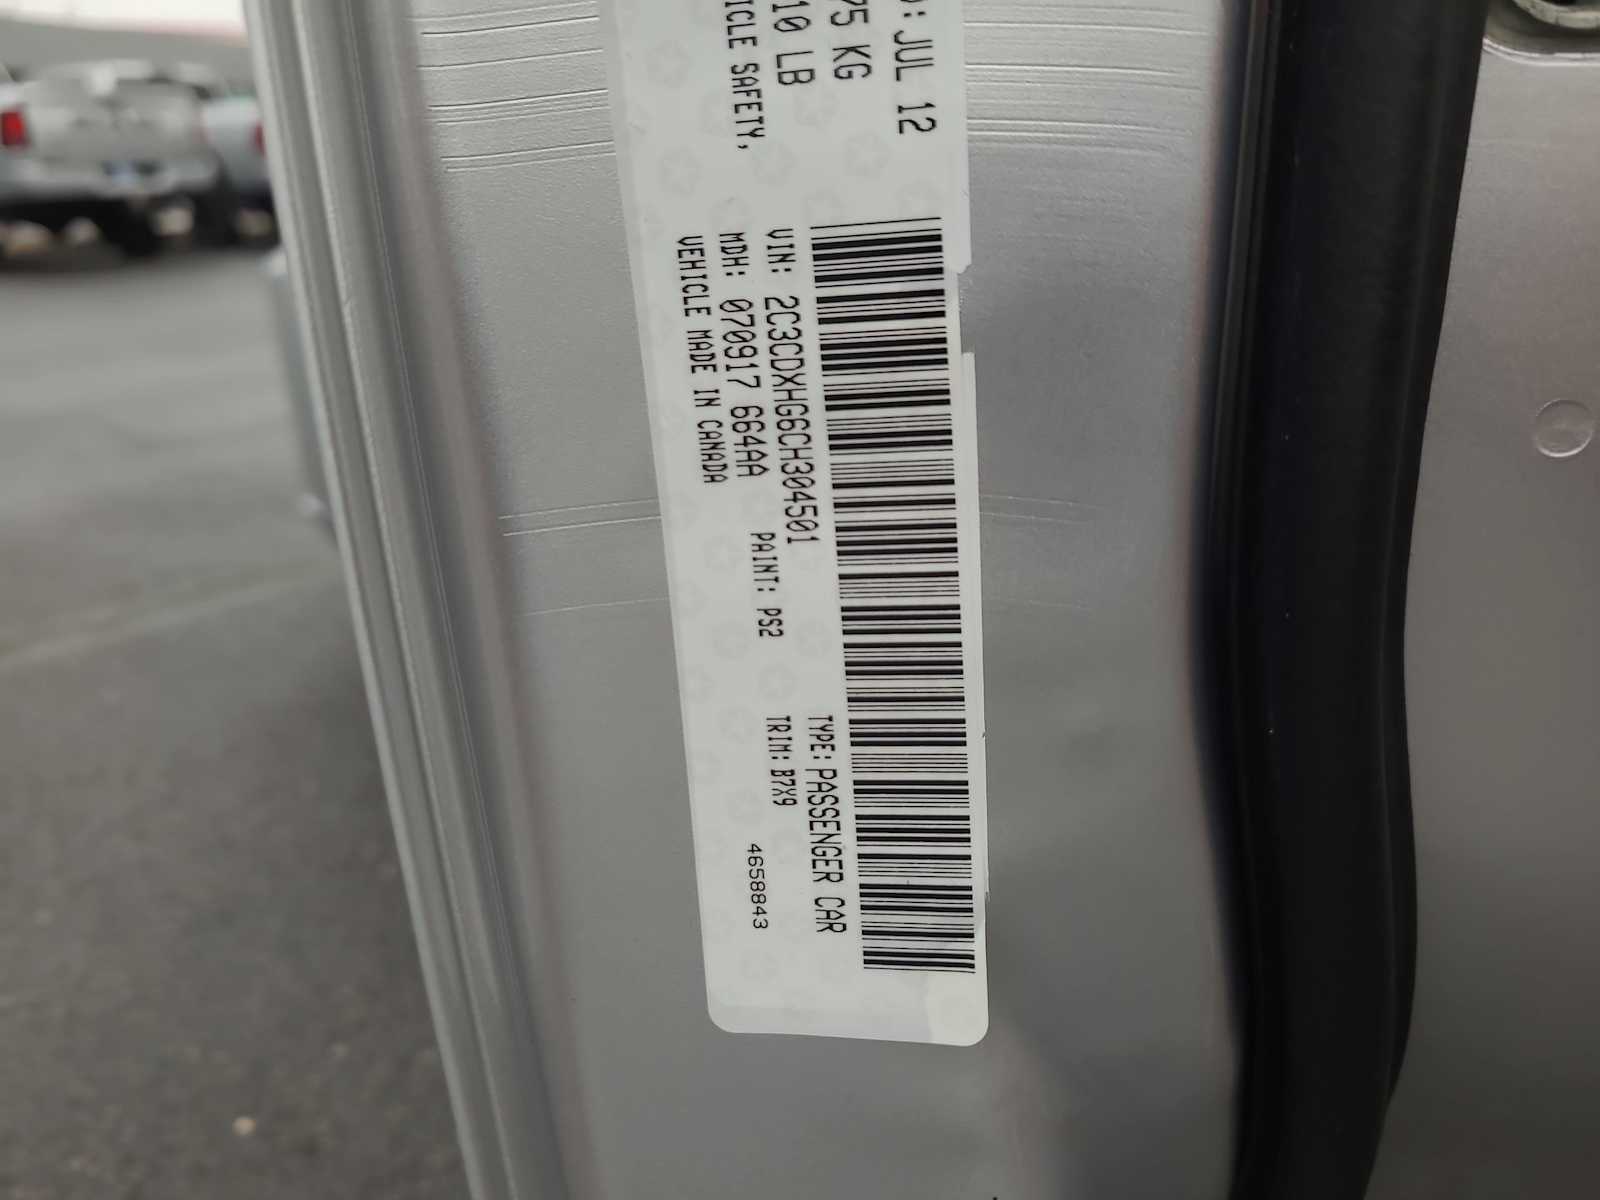 D: JUL 12
75 KG
10 LB
ICLE SAFETY,
VIN: 2C3CDXHG6CH304501
TYPE: PASSENGER CAR
MDH: 070917 664AA
PAINT: PS2
TRIM: B7X9
VEHICLE MADE IN CANADA
4658843